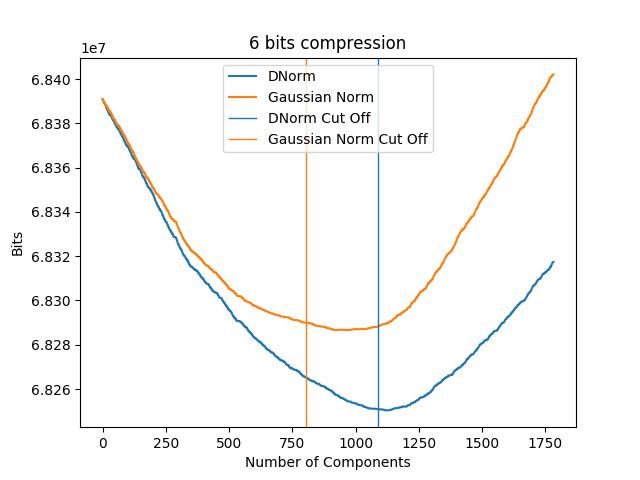 6 bits compression
1e7
6.840
6.838
6.836
6.834
6.832
6.830
6.828
6.826
Bits
DNorm
Gaussian Norm
DNorm Cut Off
Gaussian Norm Cut Off
0 250 500 750 1000 1250 1500 1750
Number of Components